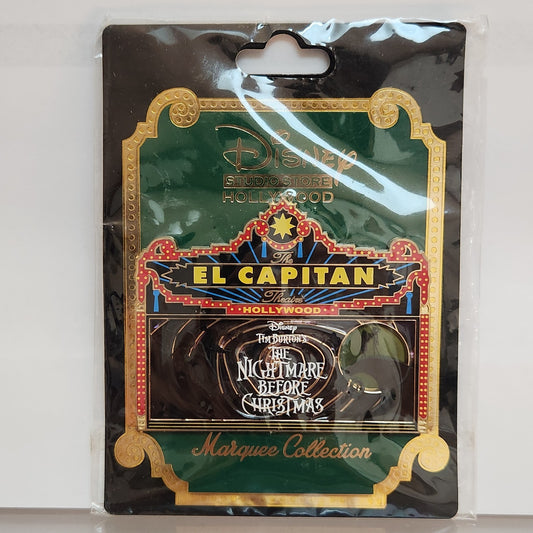 Disney
STUDIO STORE
HOLLYWOOD
The
EL CAPITAN
Theatre
HOLLYWOOD
Disney
TIM BURTON'S
THE
NIGHTMARE
BEFORE
CHRISTMAS
Marquee Collection